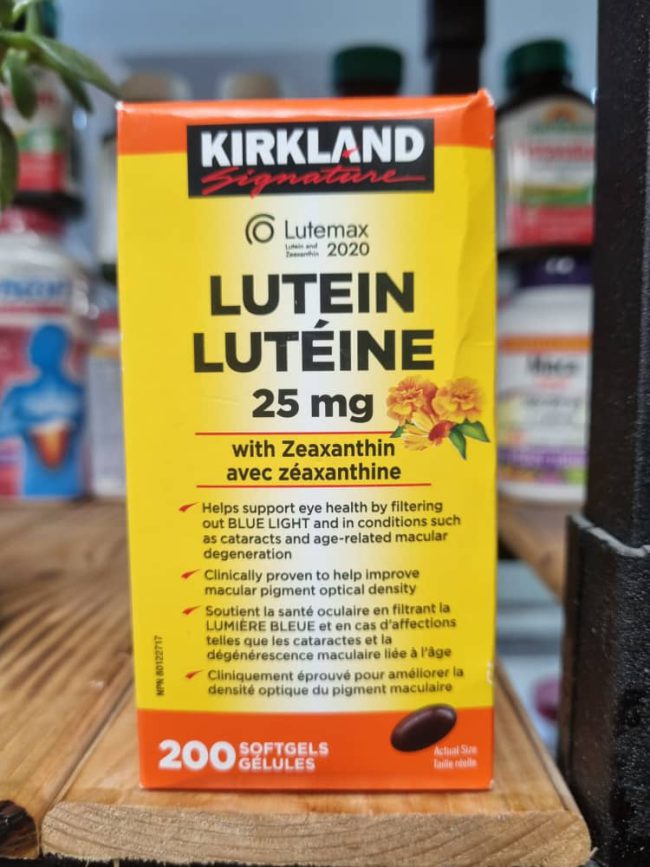 KIRKLAND
Signature
Lutemax
Lutein and
Zeaxanthin 2020
LUTEIN
LUTÉINE
25 mg
with Zeaxanthin
avec zéaxanthine
Helps support eye health by filtering
out BLUE LIGHT and in conditions such
as cataracts and age-related macular
degeneration
Clinically proven to help improve
macular pigment optical density
Soutient la santé oculaire en filtrant la
LUMIÈRE BLEUE et en cas d'affections
telles que les cataractes et la
dégénérescence maculaire liée à l'âge
Cliniquement éprouvé pour améliorer la
densité optique du pigment maculaire
NPN 80122717
200 SOFTGELS
GÉLULES
Actual Size
Taille réelle